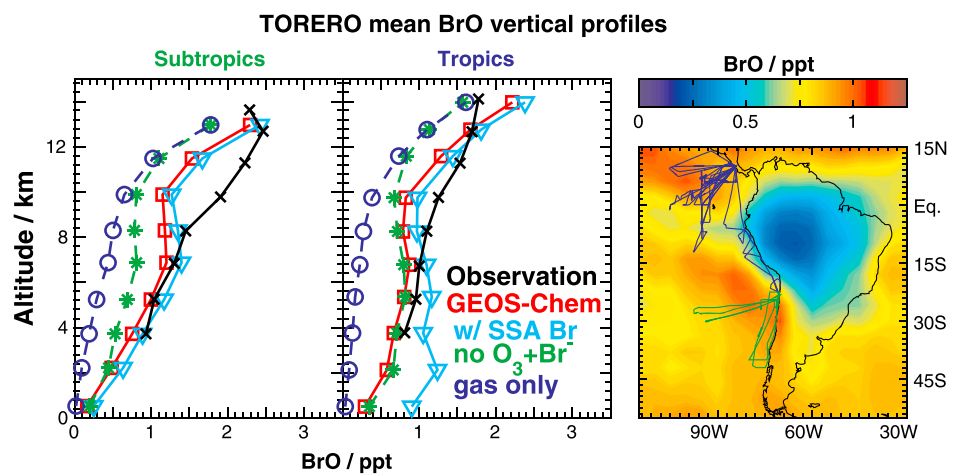 TORERO mean BrO vertical profiles
Subtropics
Tropics
BrO / ppt
0 0.5 1
Altitude / km
12
8
4
0
0 1 2 3
1 2 3
BrO / ppt
Observation
GEOS-Chem
w/ SSA Br
no O3+Br-
gas only
15N
Eq.
15S
30S
45S
90W 60W 30W